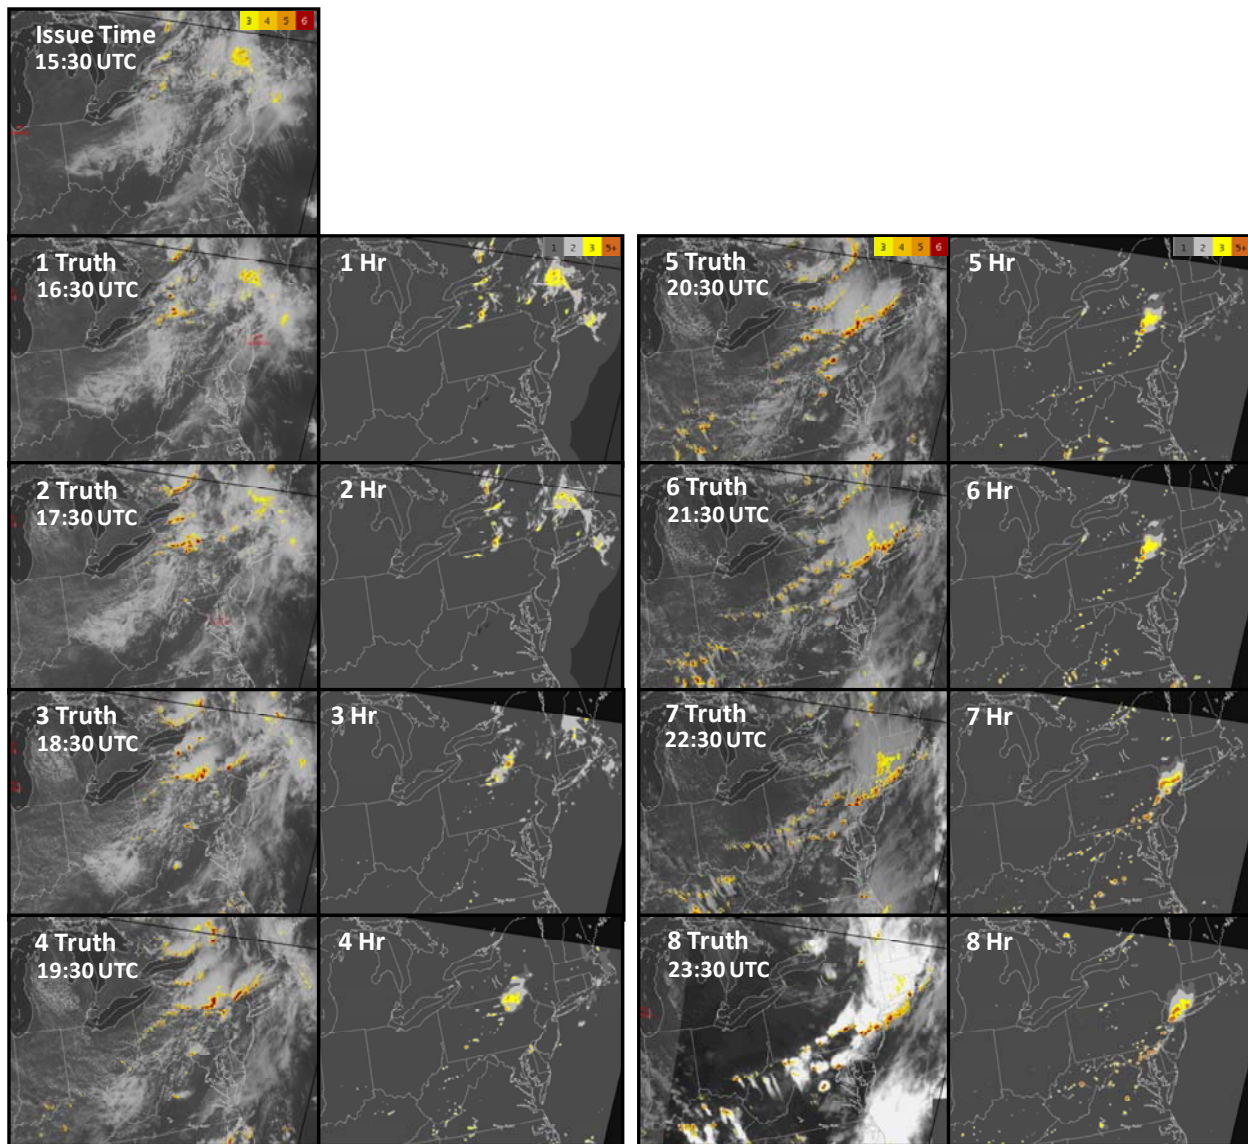 Issue Time
15:30 UTC
3 4 5 6
1 Truth
16:30 UTC
1 Hr
1 2 3 5+
5 Truth
20:30 UTC
3 4 5 6
5 Hr
1 2 3 5+
2 Truth
17:30 UTC
2 Hr
6 Truth
21:30 UTC
6 Hr
3 Truth
18:30 UTC
3 Hr
7 Truth
22:30 UTC
7 Hr
4 Truth
19:30 UTC
4 Hr
8 Truth
23:30 UTC
8 Hr